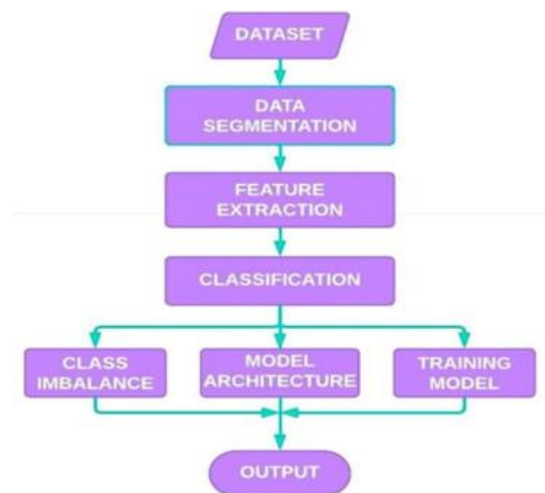 DATASET
DATA
SEGMENTATION
FEATURE
EXTRACTION
CLASSIFICATION
CLASS
IMBALANCE
MODEL
ARCHITECTURE
TRAINING
MODEL
OUTPUT